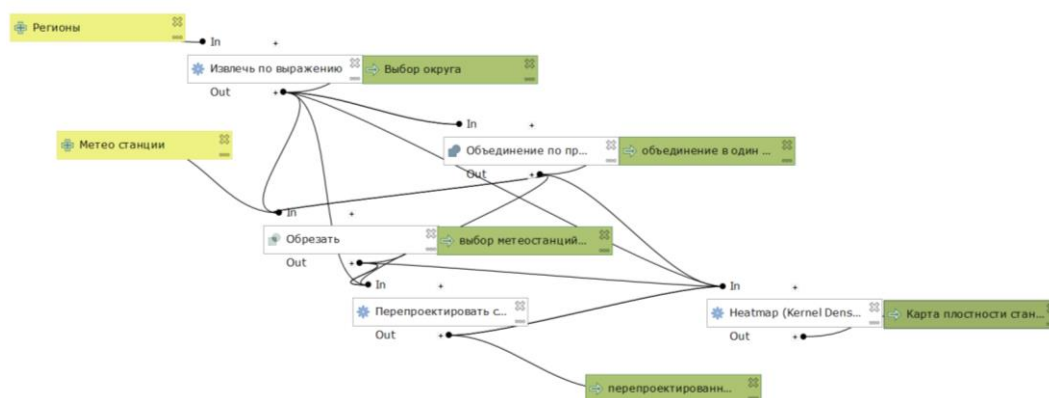 Регионы
In
Извлечь по выражению
Выбор округа
Out
In
Метео станции
Объединение по пр...
объединение в один ...
Out
In
Обрезать
выбор метеостанций...
Out
In
In
Перепроектировать с...
Heatmap (Kernel Dens...
Карта плостности стан...
Out
Out
перепроектированн...